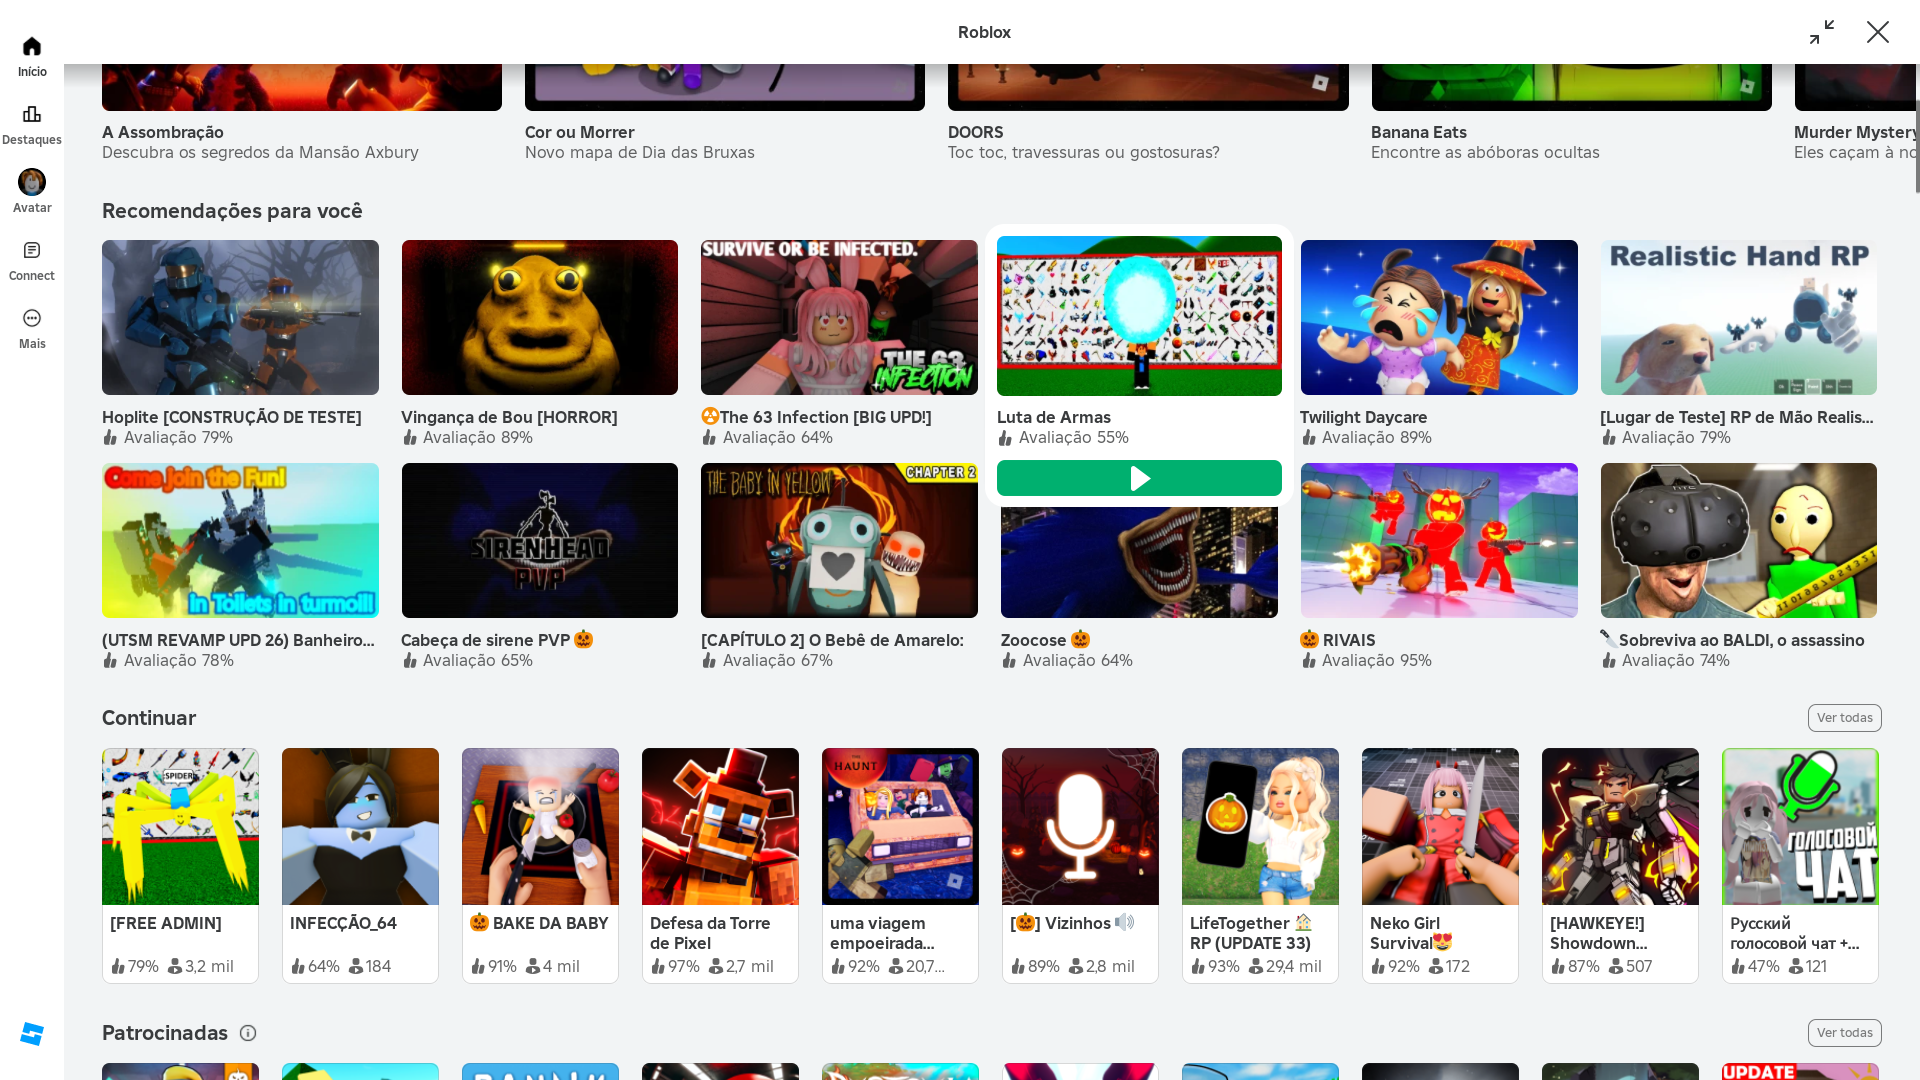 Roblox
Início
Destaques
Avatar
Connect
Mais
A Assombração
Descubra os segredos da Mansão Axbury
Cor ou Morrer
Novo mapa de Dia das Bruxas
DOORS
Toc toc, travessuras ou gostosuras?
Banana Eats
Encontre as abóboras ocultas
Murder Mystery
Eles caçam à no
Recomendações para você
SURVIVE OR BE INFECTED.
THE 63 INFECTION
Realistic Hand RP
Hoplite [CONSTRUÇÃO DE TESTE]
Avaliação 79%
Vingança de Bou [HORROR]
Avaliação 89%
☢The 63 Infection [BIG UPD!]
Avaliação 64%
Luta de Armas
Avaliação 55%
Twilight Daycare
Avaliação 89%
[Lugar de Teste] RP de Mão Realis...
Avaliação 79%
Come join the Fun!
in Toilets in turmoil!
SIRENHEAD
PVP
THE BABY IN YELLOW
CHAPTER 2
(UTSM REVAMP UPD 26) Banheiro...
Avaliação 78%
Cabeça de sirene PVP 🎃
Avaliação 65%
[CAPÍTULO 2] O Bebê de Amarelo:
Avaliação 67%
Zoocose 🎃
Avaliação 64%
🎃 RIVAIS
Avaliação 95%
🔪Sobreviva ao BALDI, o assassino
Avaliação 74%
Continuar
Ver todas
SPIDER
HAUNT
ГОЛОСОВОЙ
ЧАТ
[FREE ADMIN]
79% 3,2 mil
INFECÇÃO_64
64% 184
🎃 BAKE DA BABY
91% 4 mil
Defesa da Torre
de Pixel
97% 2,7 mil
uma viagem
empoeirada...
92% 20,7...
[🎃] Vizinhos 🔊
89% 2,8 mil
LifeTogether 🏠
RP (UPDATE 33)
93% 29,4 mil
Neko Girl
Survival😻
92% 172
[HAWKEYE!]
Showdown...
87% 507
Русский
голосовой чат +...
47% 121
Patrocinadas
Ver todas
UPDATE